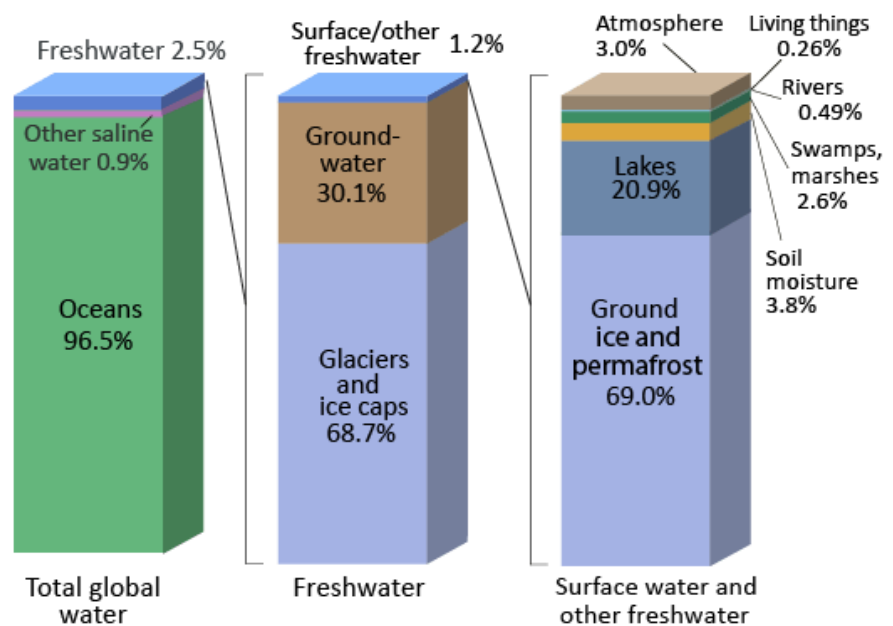 Freshwater 2.5%
Other saline
water 0.9%
Oceans
96.5%
Total global
water
Surface/other
freshwater
1.2%
Ground-
water
30.1%
Glaciers
and
ice caps
68.7%
Freshwater
Atmosphere
3.0%
Living things
0.26%
Rivers
0.49%
Swamps,
marshes
2.6%
Soil
moisture
3.8%
Lakes
20.9%
Ground
ice and
permafrost
69.0%
Surface water and
other freshwater